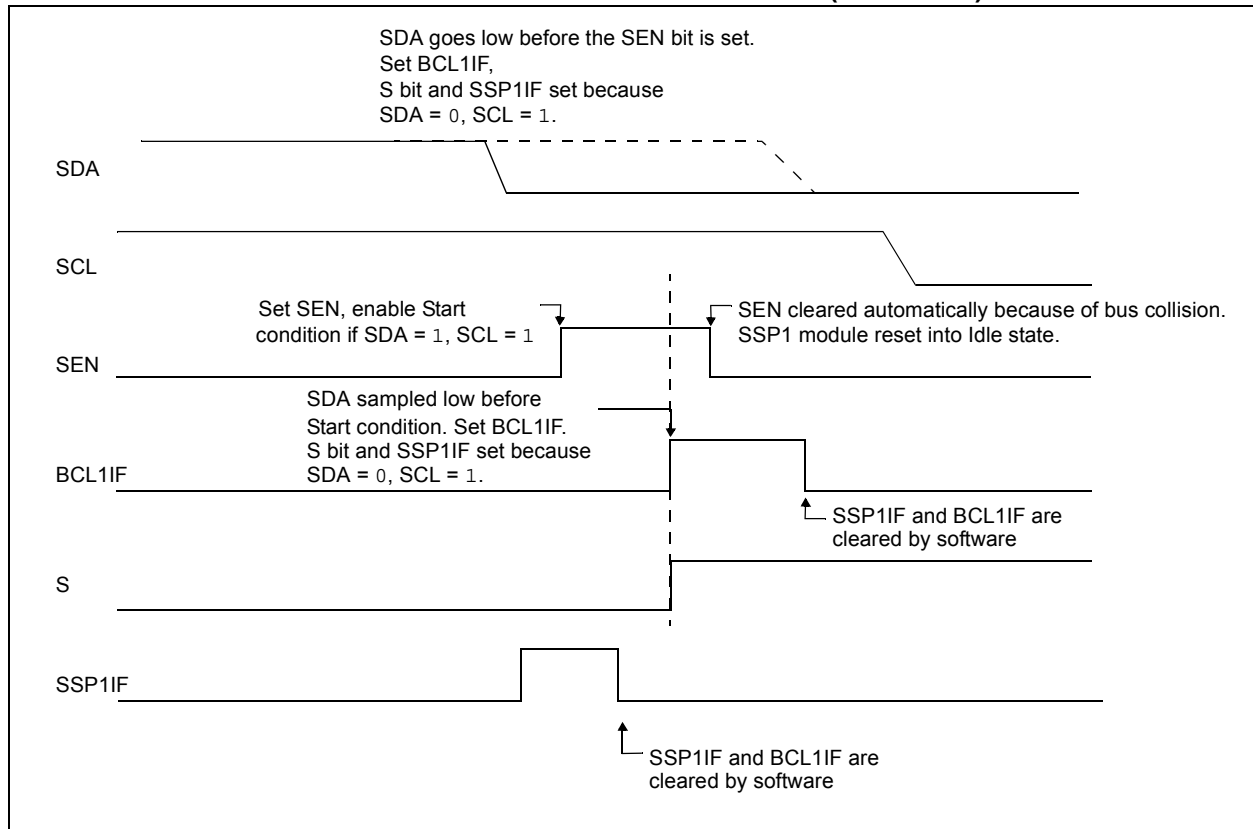 SDA goes low before the SEN bit is set.
Set BCL1IF,
S bit and SSP1IF set because
SDA = 0, SCL = 1.
SDA
SCL
Set SEN, enable Start
condition if SDA = 1, SCL = 1
SEN cleared automatically because of bus collision.
SSP1 module reset into Idle state.
SEN
SDA sampled low before
Start condition. Set BCL1IF.
S bit and SSP1IF set because
SDA = 0, SCL = 1.
BCL1IF
SSP1IF and BCL1IF are
cleared by software
S
SSP1IF
SSP1IF and BCL1IF are
cleared by software